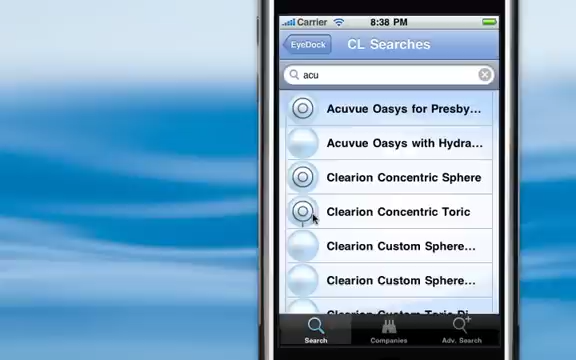 Carrier 8:38 PM
EyeDock CL Searches
acu
Acuvue Oasys for Presby...
Acuvue Oasys with Hydra...
Clearion Concentric Sphere
Clearion Concentric Toric
Clearion Custom Sphere...
Clearion Custom Sphere...
Clearion Custom Toric Di...
Search Companies Adv. Search